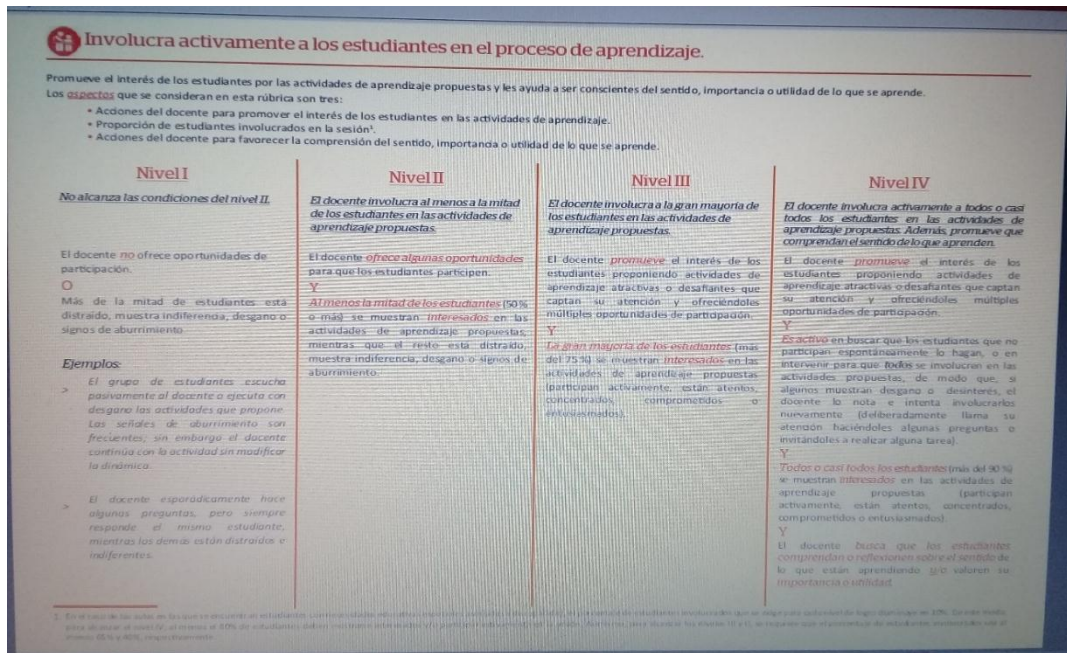 Involucra activamente a los estudiantes en el proceso de aprendizaje.
Promueve el interés de los estudiantes por las actividades de aprendizaje propuestas y les ayuda a ser conscientes del sentido, importancia o utilidad de lo que se aprende.
Los aspectos que se consideran en esta rúbrica son tres:
• Acciones del docente para promover el interés de los estudiantes en las actividades de aprendizaje.
• Proporción de estudiantes involucrados en la sesión¹.
• Acciones del docente para favorecer la comprensión del sentido, importancia o utilidad de lo que se aprende.
Nivel I
No alcanza las condiciones del nivel II.
El docente no ofrece oportunidades de
participación.
O
Más de la mitad de estudiantes está
distraído, muestra indiferencia, desgano o
signos de aburrimiento
Ejemplos:
> El grupo de estudiantes escucha
pasivamente al docente o ejecuta con
desgano las actividades que propone.
Las señales de aburrimiento son
frecuentes; sin embargo el docente
continúa con la actividad sin modificar
la dinámica.
> El docente esporádicamente hace
algunas preguntas, pero siempre
responde el mismo estudiante,
mientras los demás están distraídos e
indiferentes.
Nivel II
El docente involucra al menos a la mitad
de los estudiantes en las actividades de
aprendizaje propuestas.
El docente ofrece algunas oportunidades
para que los estudiantes participen.
Y
Al menos la mitad de los estudiantes (50%
o más) se muestran interesados en las
actividades de aprendizaje propuestas,
mientras que el resto está distraído,
muestra indiferencia, desgano o signos de
aburrimiento.
Nivel III
El docente involucra a la gran mayoría de
los estudiantes en las actividades de
aprendizaje propuestas.
El docente promueve el interés de los
estudiantes proponiendo actividades de
aprendizaje atractivas o desafiantes que
captan su atención y ofreciéndoles
múltiples oportunidades de participación.
Y
La gran mayoría de los estudiantes (más
del 75 %) se muestran interesados en las
actividades de aprendizaje propuestas
(participan activamente, están atentos,
concentrados, comprometidos o
entusiasmados).
Nivel IV
El docente involucra activamente a todos o casi
todos los estudiantes en las actividades de
aprendizaje propuestas. Además, promueve que
comprendan el sentido de lo que aprenden.
El docente promueve el interés de los
estudiantes proponiendo actividades de
aprendizaje atractivas o desafiantes que captan
su atención y ofreciéndoles múltiples
oportunidades de participación.
Y
Es activo en buscar que los estudiantes que no
participan espontáneamente lo hagan, o en
intervenir para que todos se involucren en las
actividades propuestas, de modo que, si
algunos muestran desgano o desinterés, el
docente lo nota e intenta involucrarlos
nuevamente (deliberadamente llama su
atención haciéndoles algunas preguntas o
invitándoles a realizar alguna tarea).
Y
Todos o casi todos los estudiantes (más del 90 %)
se muestran interesados en las actividades de
aprendizaje propuestas (participan
activamente, están atentos, concentrados,
comprometidos o entusiasmados).
Y
El docente busca que los estudiantes
comprendan o reflexionen sobre el sentido de
lo que están aprendiendo y/o valoren su
importancia o utilidad.